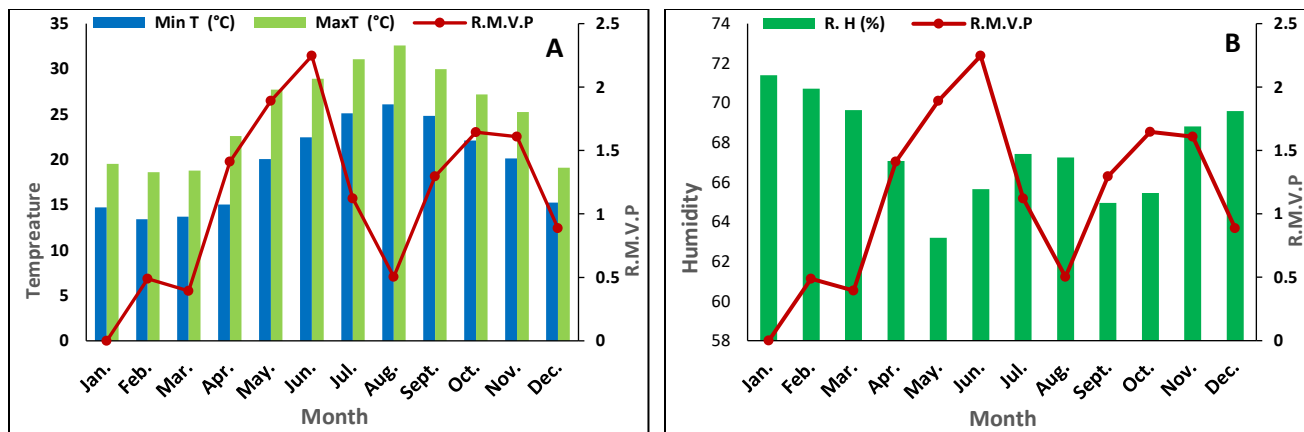 Min T (°C) MaxT (°C) R.M.V.P
A
35
30
25
20
15
10
5
0
2.5
2
1.5
1
0.5
0
Tempreature
R.M.V.P
Jan. Feb. Mar. Apr. May. Jun. Jul. Aug. Sept. Oct. Nov. Dec.
Month
R. H (%) R.M.V.P
B
74
72
70
68
66
64
62
60
58
2.5
2
1.5
1
0.5
0
Humidity
R.M.V.P
Jan. Feb. Mar. Apr. May. Jun. Jul. Aug. Sept. Oct. Nov. Dec.
Month